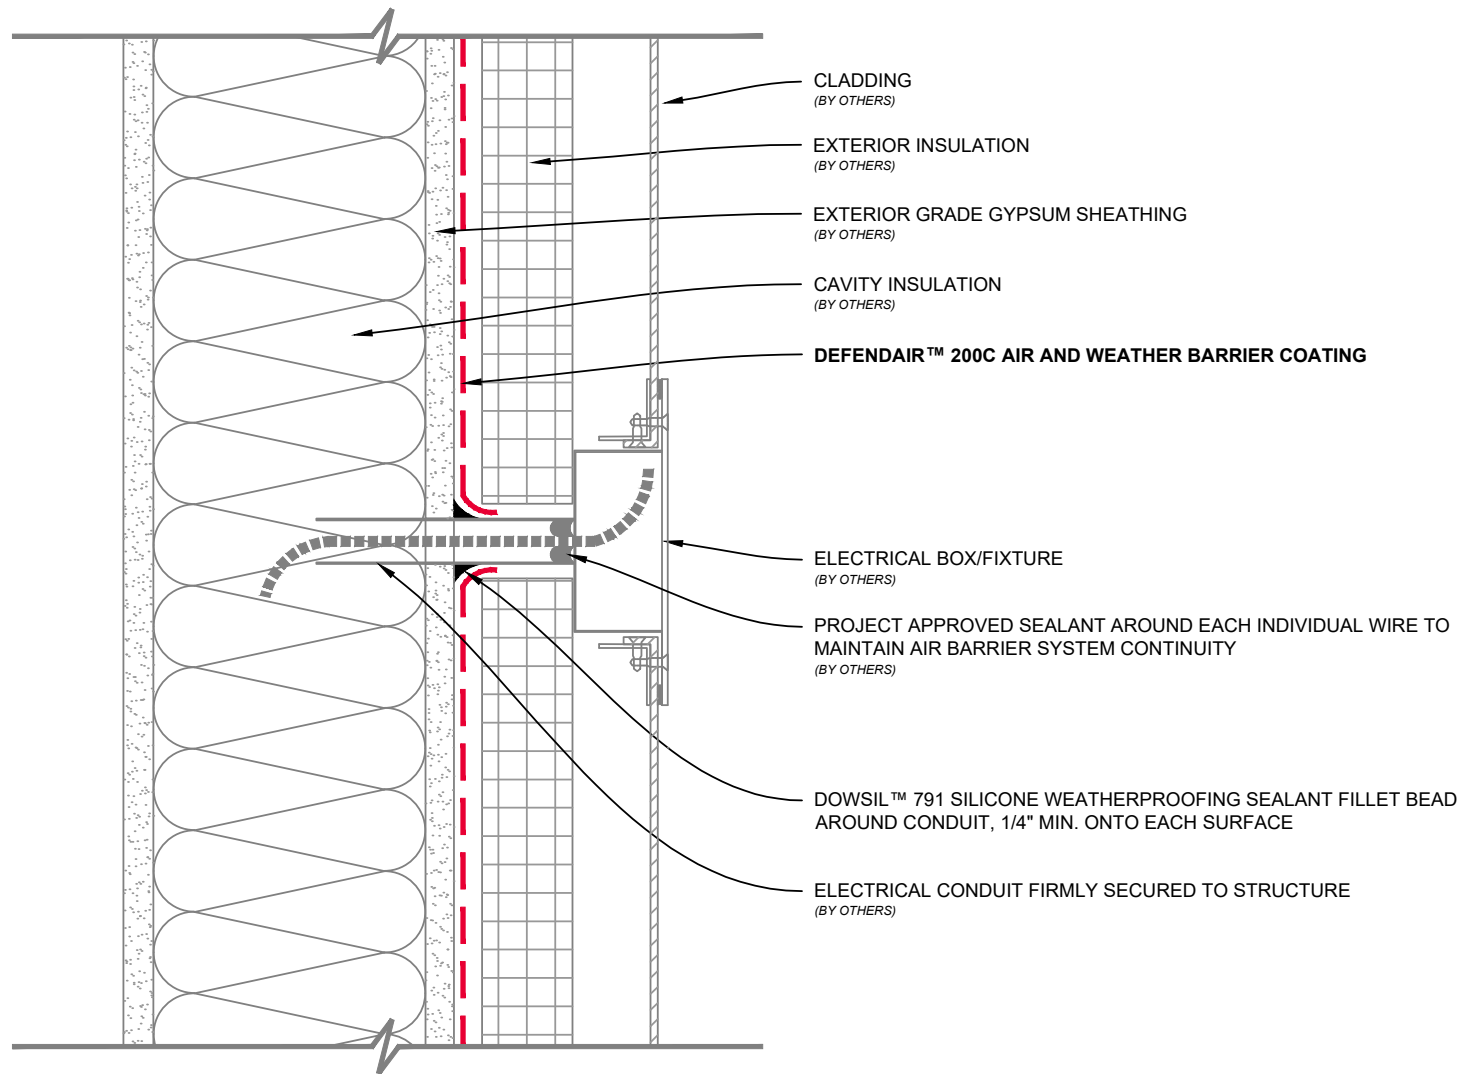 CLADDING
(BY OTHERS)
EXTERIOR INSULATION
(BY OTHERS)
EXTERIOR GRADE GYPSUM SHEATHING
(BY OTHERS)
CAVITY INSULATION
(BY OTHERS)
DEFENDAIR™ 200C AIR AND WEATHER BARRIER COATING
ELECTRICAL BOX/FIXTURE
(BY OTHERS)
PROJECT APPROVED SEALANT AROUND EACH INDIVIDUAL WIRE TO
MAINTAIN AIR BARRIER SYSTEM CONTINUITY
(BY OTHERS)
DOWSIL™ 791 SILICONE WEATHERPROOFING SEALANT FILLET BEAD
AROUND CONDUIT, 1/4" MIN. ONTO EACH SURFACE
ELECTRICAL CONDUIT FIRMLY SECURED TO STRUCTURE
(BY OTHERS)